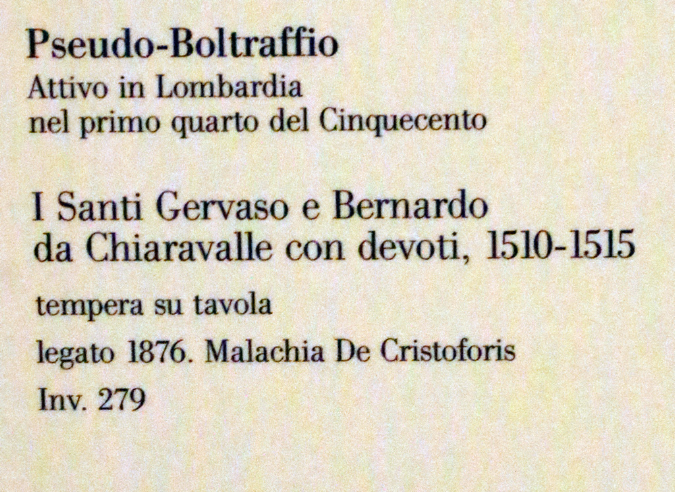 Pseudo-Boltraffio
Attivo in Lombardia
nel primo quarto del Cinquecento
I Santi Gervaso e Bernardo
da Chiaravalle con devoti, 1510-1515
tempera su tavola
legato 1876. Malachia De Cristoforis
Inv. 279